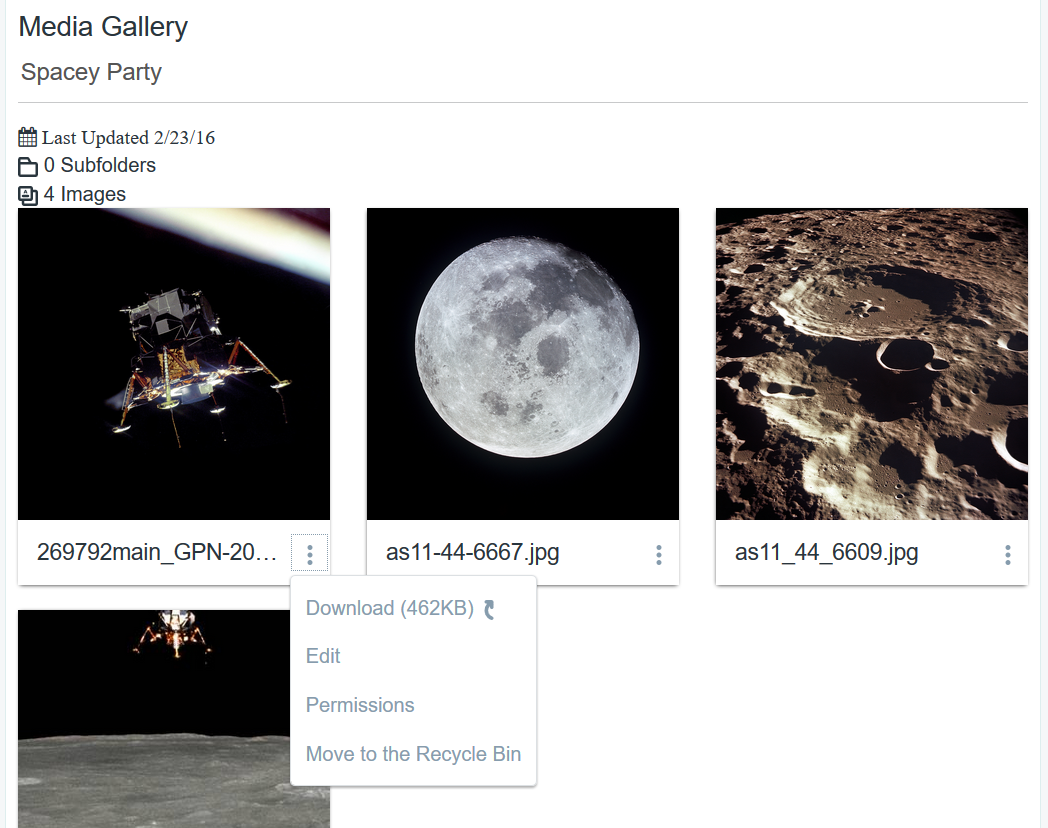 Media Gallery
Spacey Party
Last Updated 2/23/16
0 Subfolders
4 Images
269792main_GPN-20...
as11-44-6667.jpg
as11_44_6609.jpg
Download (462KB)
Edit
Permissions
Move to the Recycle Bin